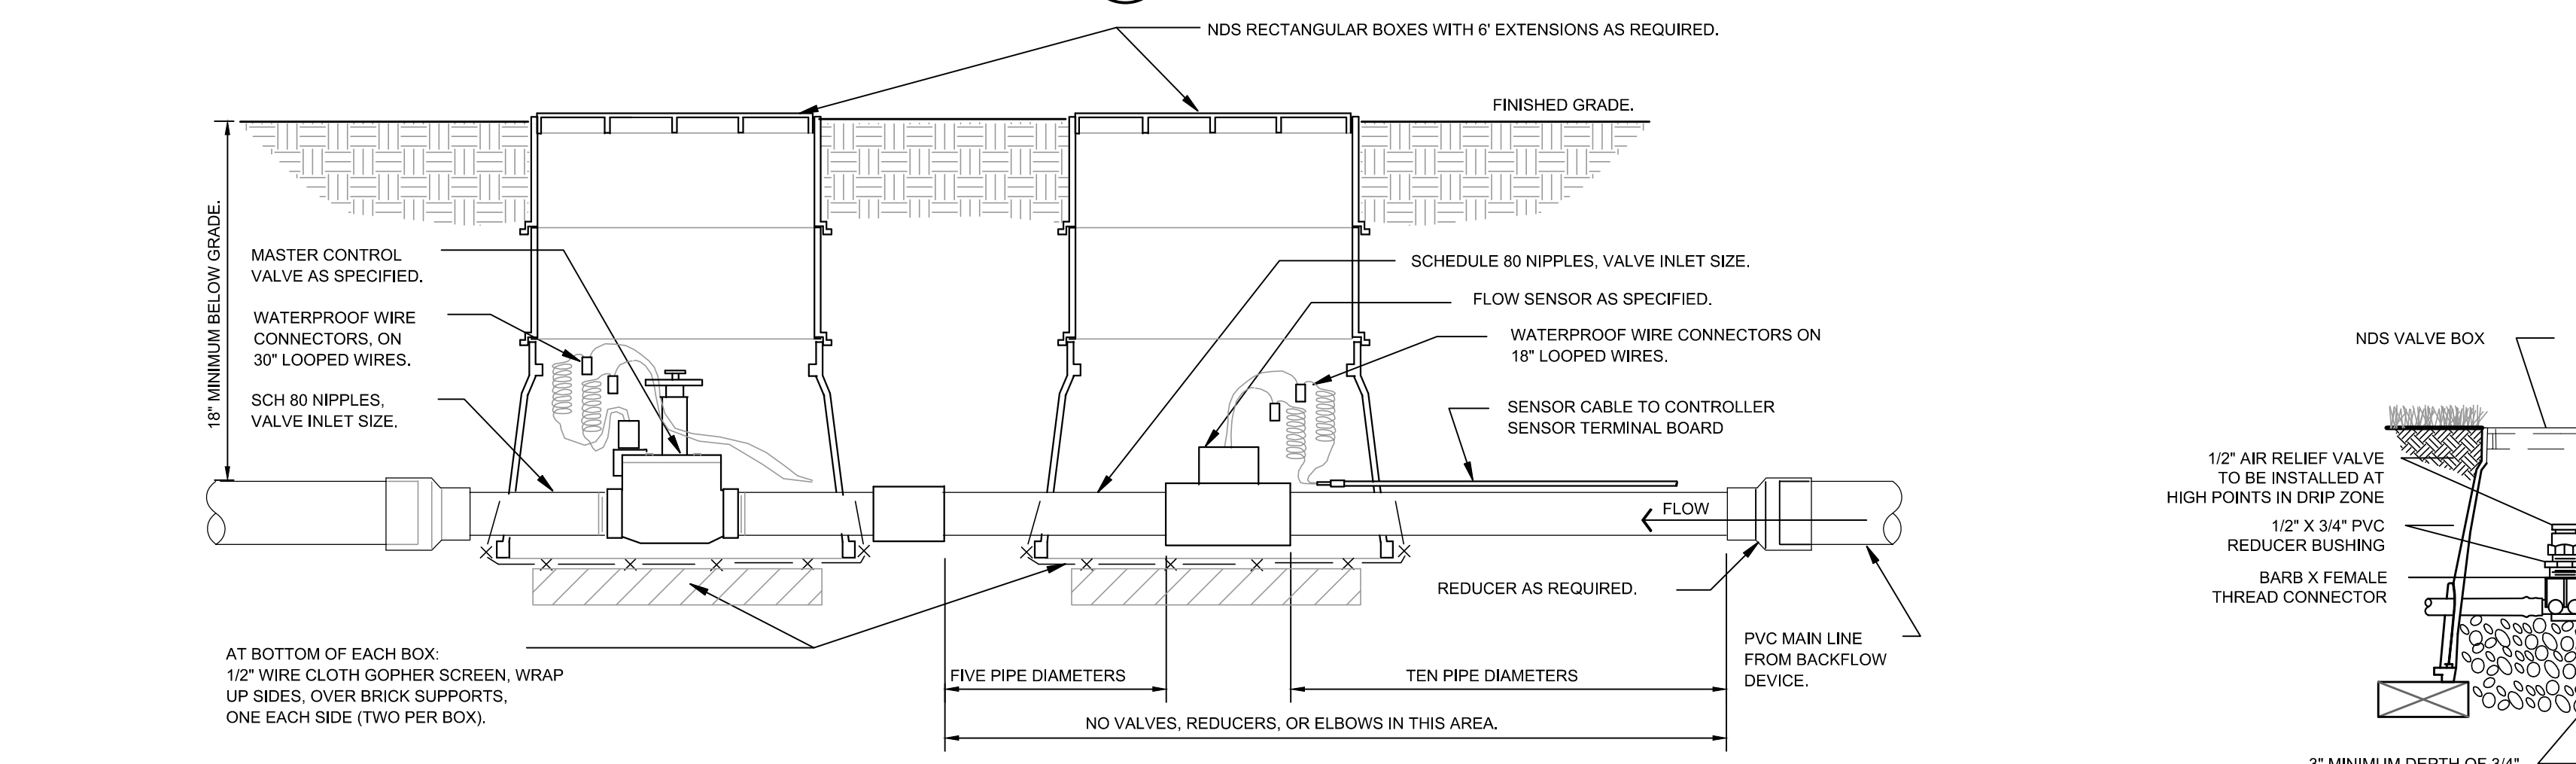 NDS RECTANGULAR BOXES WITH 6' EXTENSIONS AS REQUIRED.
FINISHED GRADE.
18" MINIMUM BELOW GRADE.
MASTER CONTROL
VALVE AS SPECIFIED.
WATERPROOF WIRE
CONNECTORS, ON
30" LOOPED WIRES.
SCH 80 NIPPLES,
VALVE INLET SIZE.
SCHEDULE 80 NIPPLES, VALVE INLET SIZE.
FLOW SENSOR AS SPECIFIED.
WATERPROOF WIRE CONNECTORS ON
18" LOOPED WIRES.
SENSOR CABLE TO CONTROLLER
SENSOR TERMINAL BOARD
FLOW
REDUCER AS REQUIRED.
PVC MAIN LINE
FROM BACKFLOW
DEVICE.
AT BOTTOM OF EACH BOX:
1/2" WIRE CLOTH GOPHER SCREEN, WRAP
UP SIDES, OVER BRICK SUPPORTS,
ONE EACH SIDE (TWO PER BOX).
FIVE PIPE DIAMETERS
TEN PIPE DIAMETERS
NO VALVES, REDUCERS, OR ELBOWS IN THIS AREA.
NDS VALVE BOX
1/2" AIR RELIEF VALVE
TO BE INSTALLED AT
HIGH POINTS IN DRIP ZONE
1/2" X 3/4" PVC
REDUCER BUSHING
BARB X FEMALE
THREAD CONNECTOR
3" MINIMUM DEPTH OF 3/4"